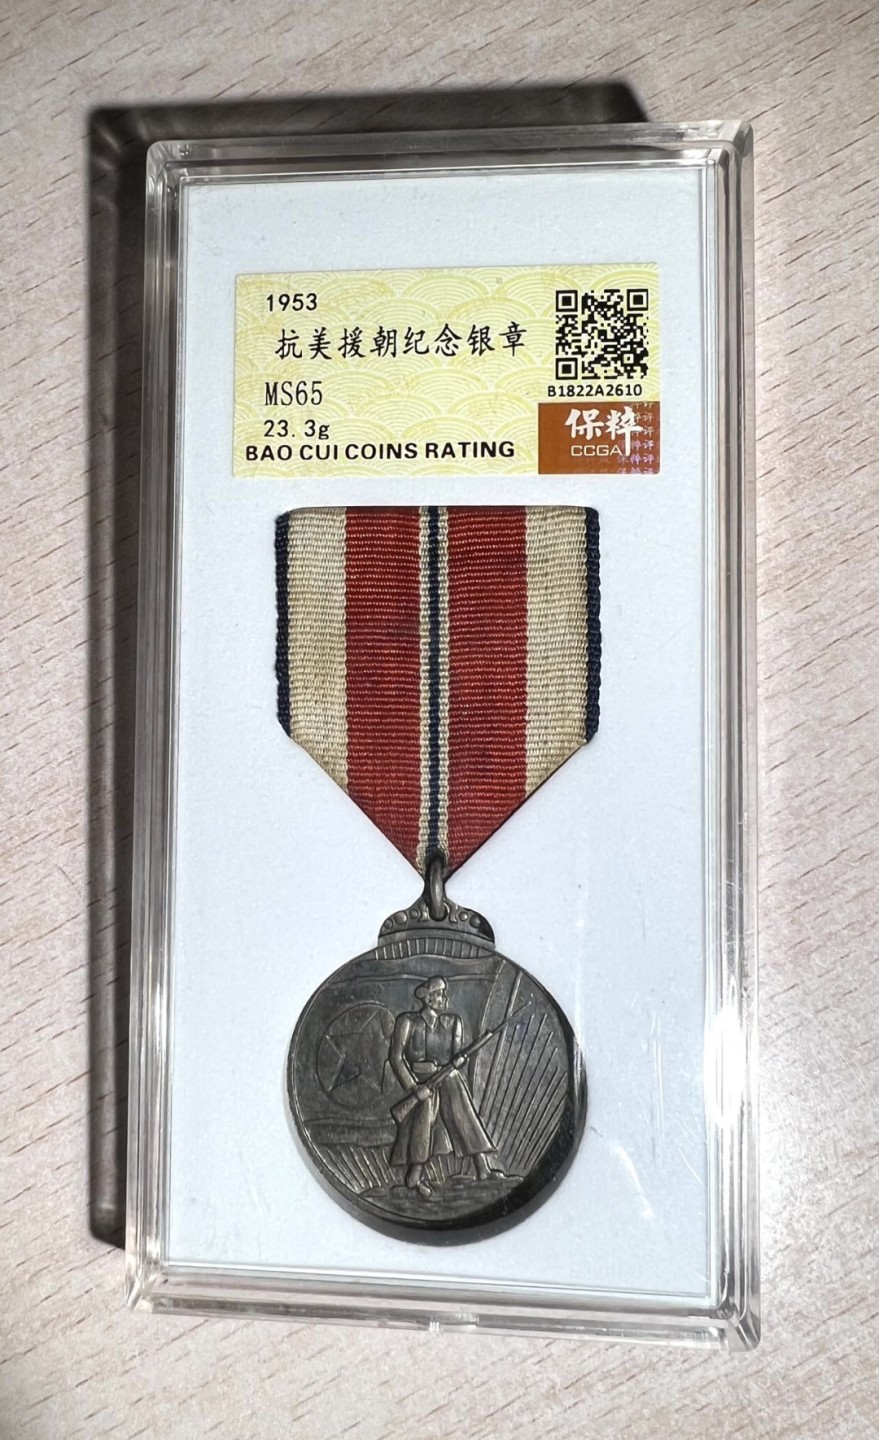 1953
抗美援朝纪念银章
MS65
23.3g
BAO CUI COINS RATING
B1822A2610
保粹
CCGA